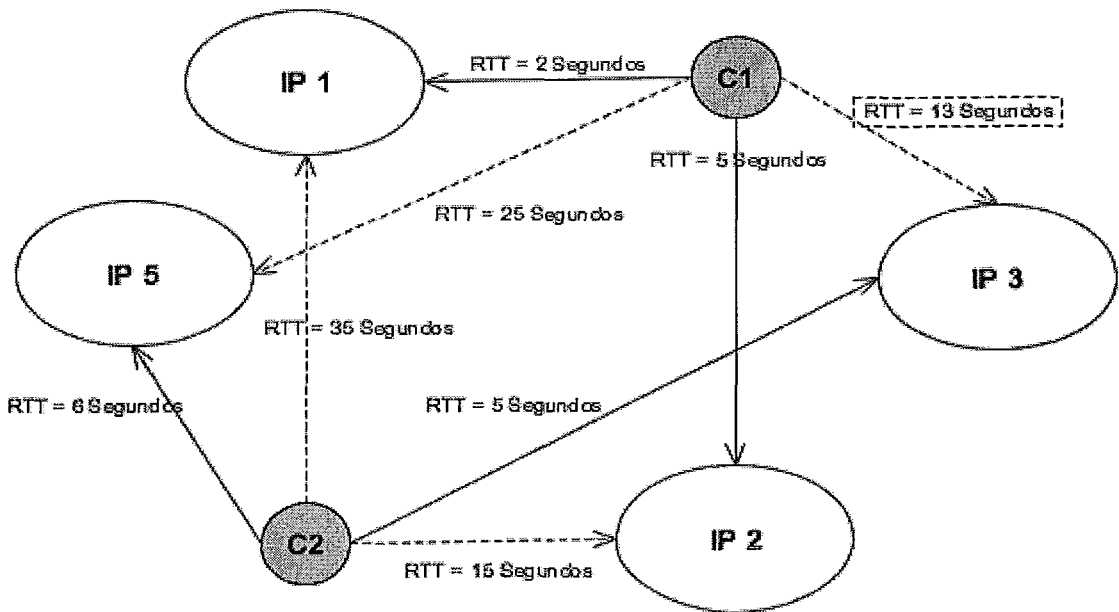 IP 1
RTT = 2 Segundos
C1
RTT = 13 Segundos
RTT = 5 Segundos
RTT = 25 Segundos
IP 5
IP 3
RTT = 35 Segundos
RTT = 6 Segundos
RTT = 5 Segundos
C2
IP 2
RTT = 15 Segundos